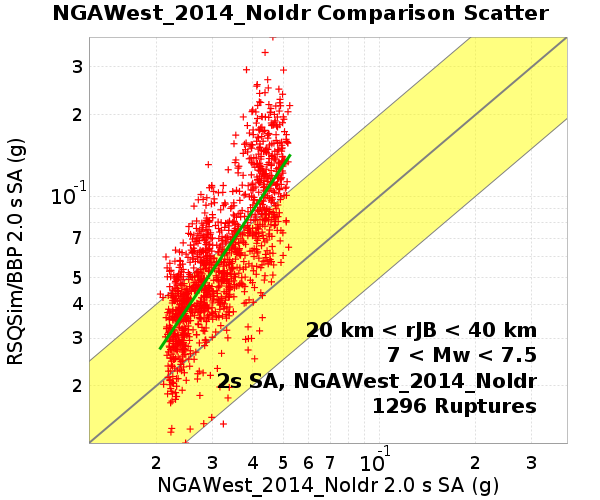 NGAWest_2014_NoIdr Comparison Scatter
RSQSim/BBP 2.0 s SA (g)
3
2
10⁻¹
7
5
4
3
2
20 km < rJB < 40 km
7 < Mw < 7.5
2s SA, NGAWest_2014_NoIdr
1296 Ruptures
2 3 4 5 6 7 10⁻¹ 2 3
NGAWest_2014_NoIdr 2.0 s SA (g)